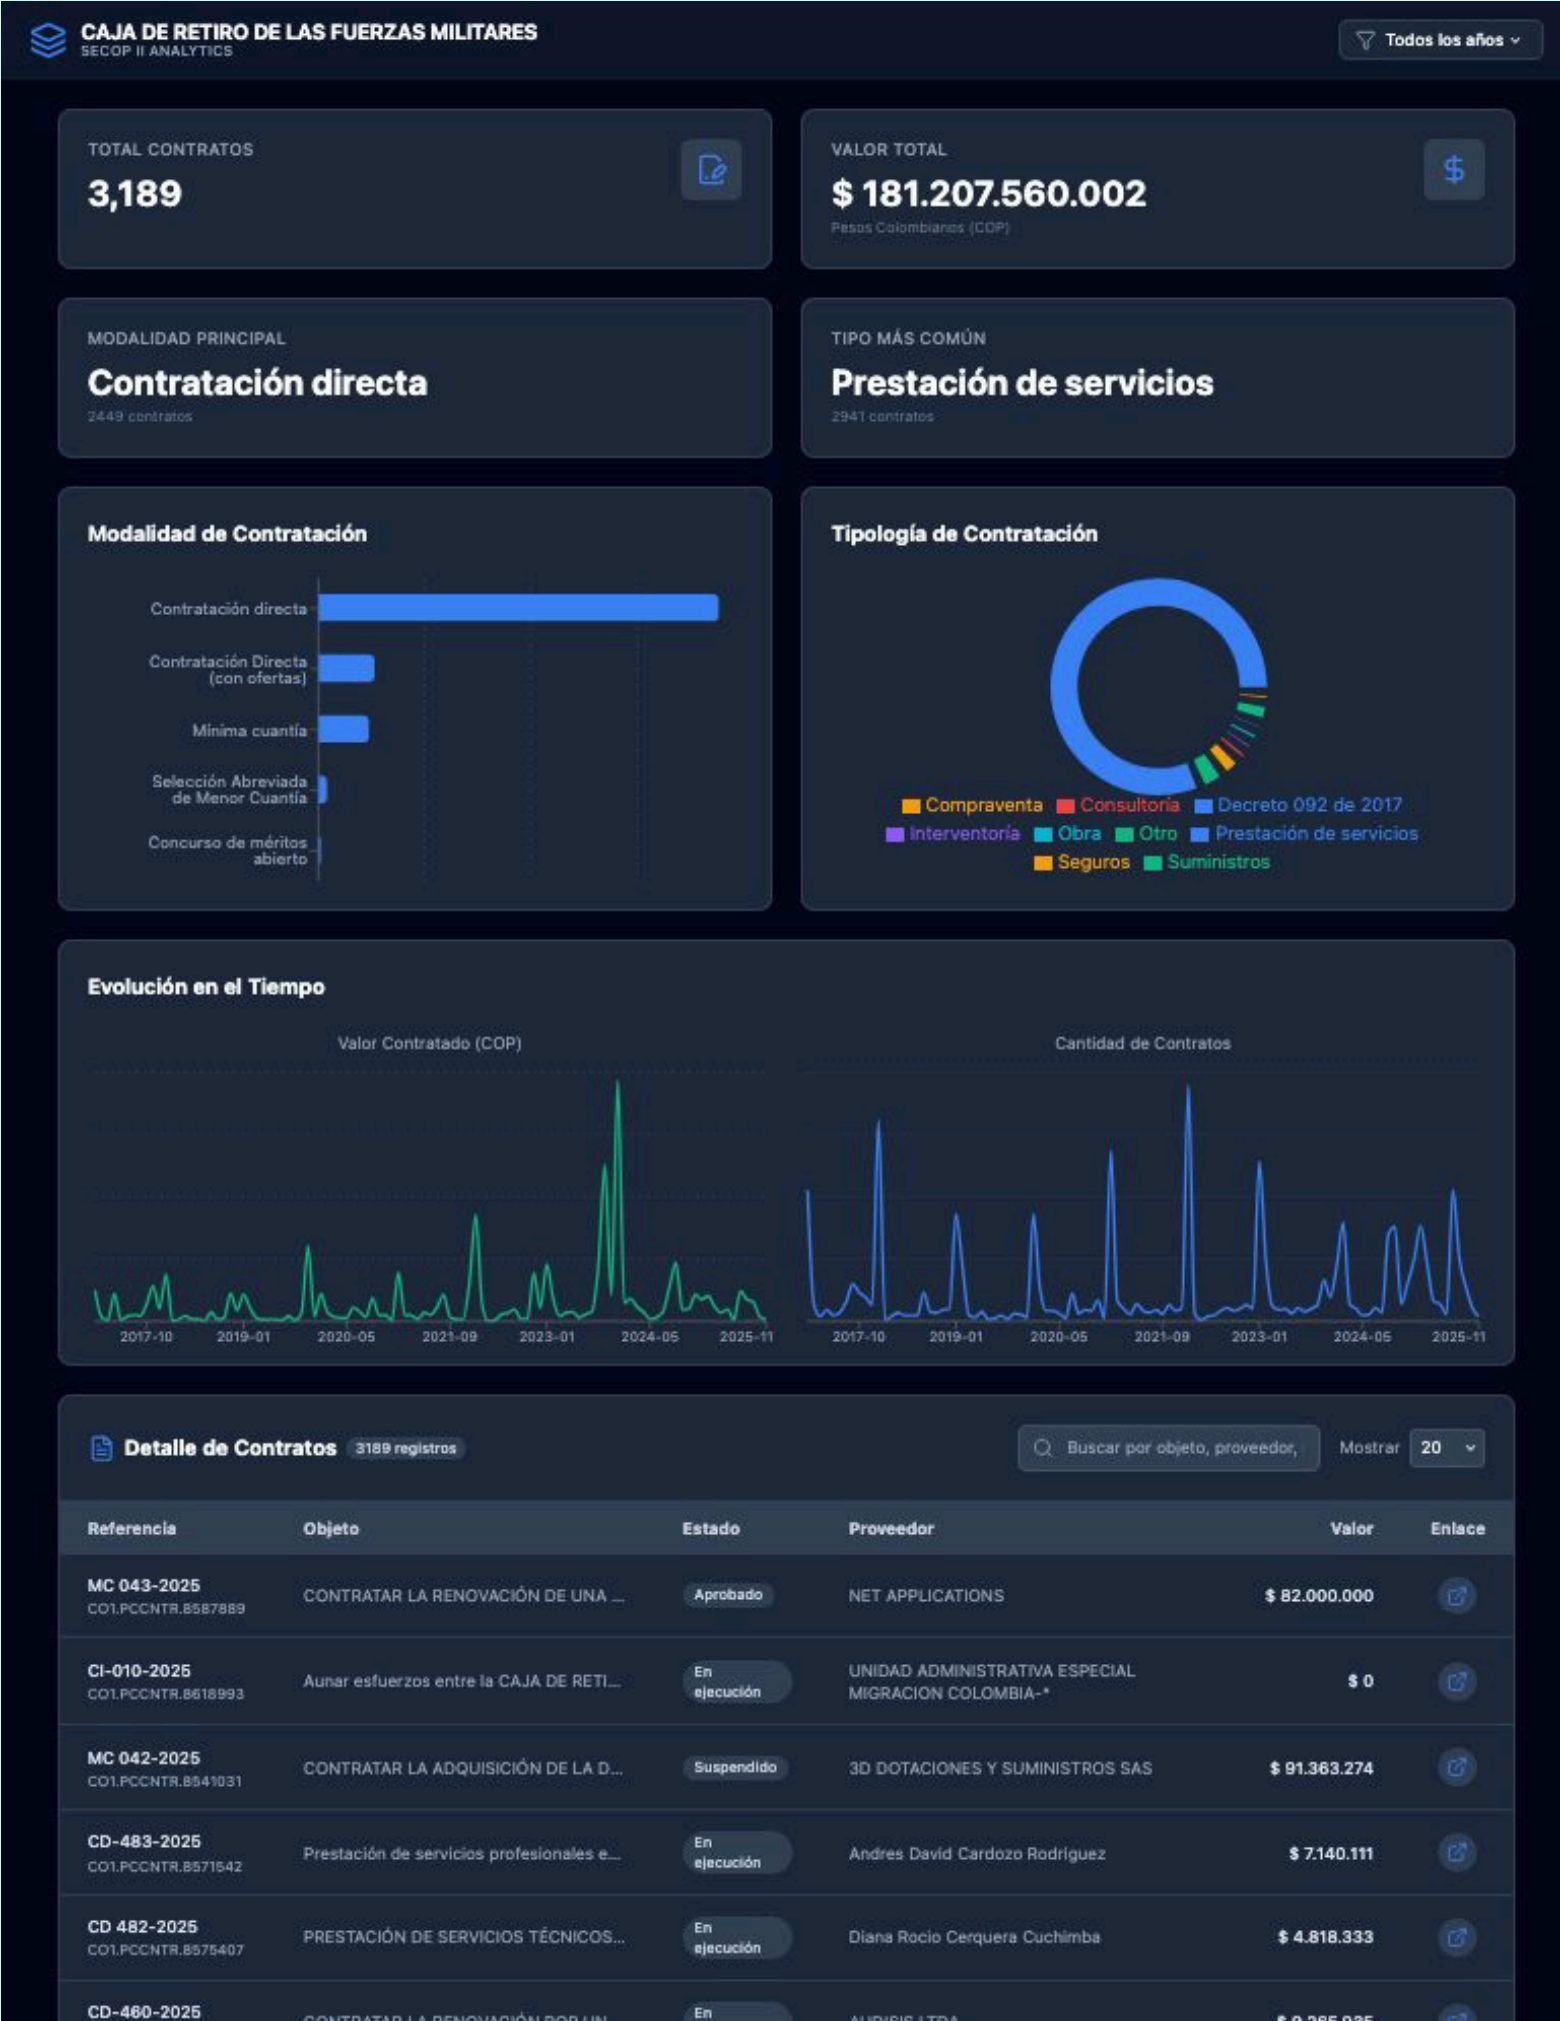 CAJA DE RETIRO DE LAS FUERZAS MILITARES
SECOP II ANALYTICS
Todos los años
TOTAL CONTRATOS
3,189
VALOR TOTAL
$ 181.207.560.002
Pesos Colombianos (COP)
MODALIDAD PRINCIPAL
Contratación directa
2449 contratos
TIPO MÁS COMÚN
Prestación de servicios
2941 contratos
Modalidad de Contratación
Contratación directa
Contratación Directa
(con ofertas)
Mínima cuantía
Selección Abreviada
de Menor Cuantía
Concurso de méritos
abierto
Tipología de Contratación
Compraventa Consultoría Decreto 092 de 2017
Interventoría Obra Otro Prestación de servicios
Seguros Suministros
Evolución en el Tiempo
Valor Contratado (COP)
2017-10 2019-01 2020-05 2021-09 2023-01 2024-05 2025-11
Cantidad de Contratos
2017-10 2019-01 2020-05 2021-09 2023-01 2024-05 2025-11
Detalle de Contratos 3189 registros
Buscar por objeto, proveedor,
Mostrar 20
Referencia Objeto Estado Proveedor Valor Enlace
MC 043-2025
CO1.PCCNTR.8587889
CONTRATAR LA RENOVACIÓN DE UNA ...
Aprobado
NET APPLICATIONS
$ 82.000.000
CI-010-2025
CO1.PCCNTR.8618993
Aunar esfuerzos entre la CAJA DE RETI...
En
ejecución
UNIDAD ADMINISTRATIVA ESPECIAL
MIGRACION COLOMBIA-*
$ 0
MC 042-2025
CO1.PCCNTR.8541031
CONTRATAR LA ADQUISICIÓN DE LA D...
Suspendido
3D DOTACIONES Y SUMINISTROS SAS
$ 91.363.274
CD-483-2025
CO1.PCCNTR.8571542
Prestación de servicios profesionales e...
En
ejecución
Andres David Cardozo Rodríguez
$ 7.140.111
CD 482-2025
CO1.PCCNTR.8575407
PRESTACIÓN DE SERVICIOS TÉCNICOS...
En
ejecución
Diana Rocio Cerquera Cuchimba
$ 4.818.333
CD-460-2025
CONTRATAR LA RENOVACIÓN POR UN
En